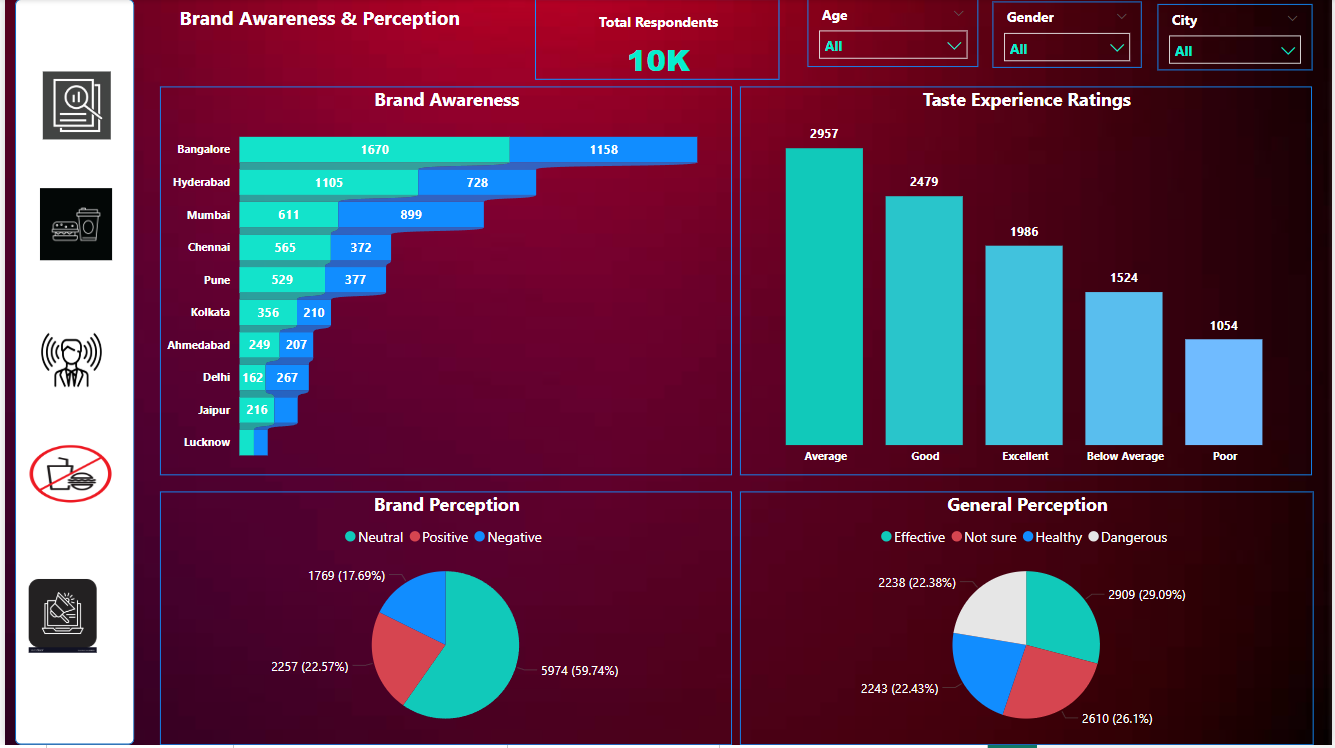 Brand Awareness & Perception
Total Respondents
10K
Age
All
Gender
All
City
All
Brand Awareness
Bangalore 1670 1158
Hyderabad 1105 728
Mumbai 611 899
Chennai 565 372
Pune 529 377
Kolkata 356 210
Ahmedabad 249 207
Delhi 162 267
Jaipur 216
Lucknow
Taste Experience Ratings
2957
2479
1986
1524
1054
Average Good Excellent Below Average Poor
Brand Perception
Neutral Positive Negative
1769 (17.69%)
2257 (22.57%)
5974 (59.74%)
General Perception
Effective Not sure Healthy Dangerous
2238 (22.38%)
2909 (29.09%)
2243 (22.43%)
2610 (26.1%)